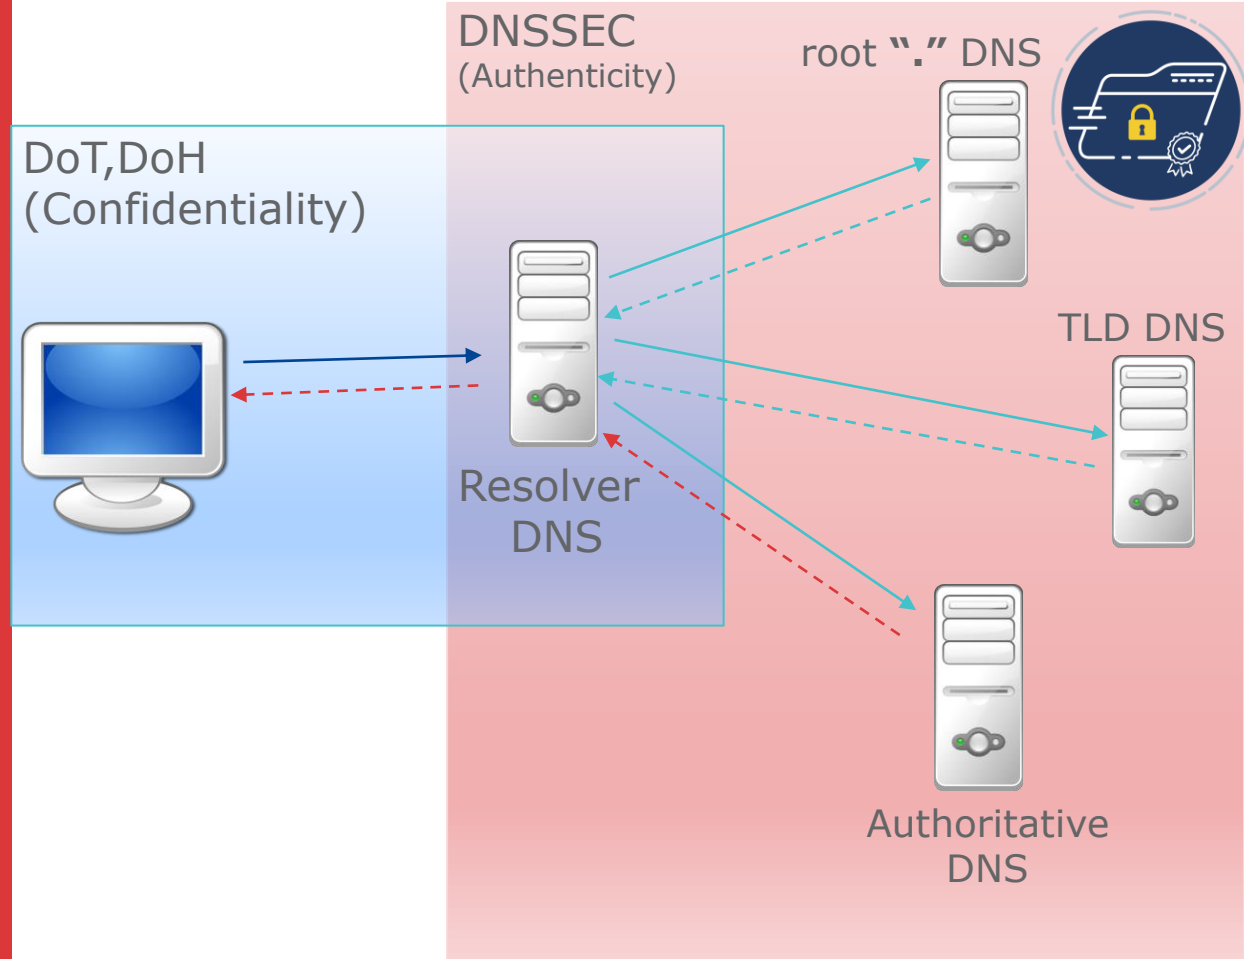 DNSSEC
(Authenticity)
root “.” DNS
DoT,DoH
(Confidentiality)
TLD DNS
Resolver
DNS
Authoritative
DNS